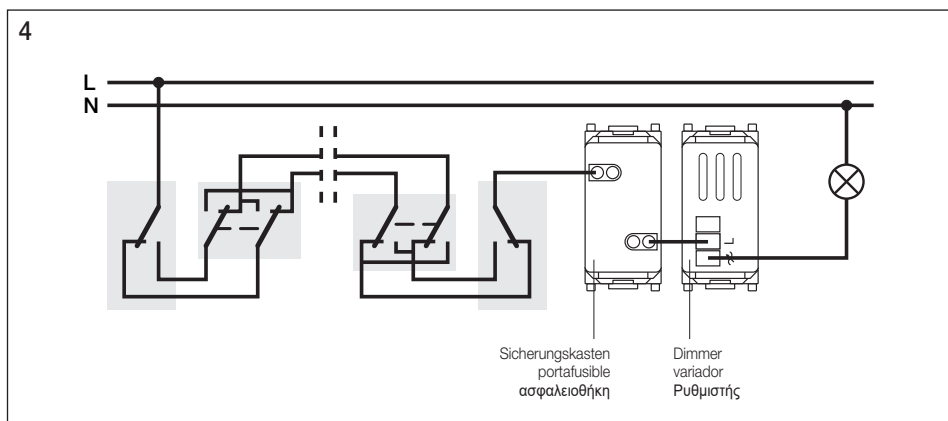 4
L
N
L
Sicherungskasten
portafusible
ασφαλειοθήκη
Dimmer
variador
Ρυθμιστής